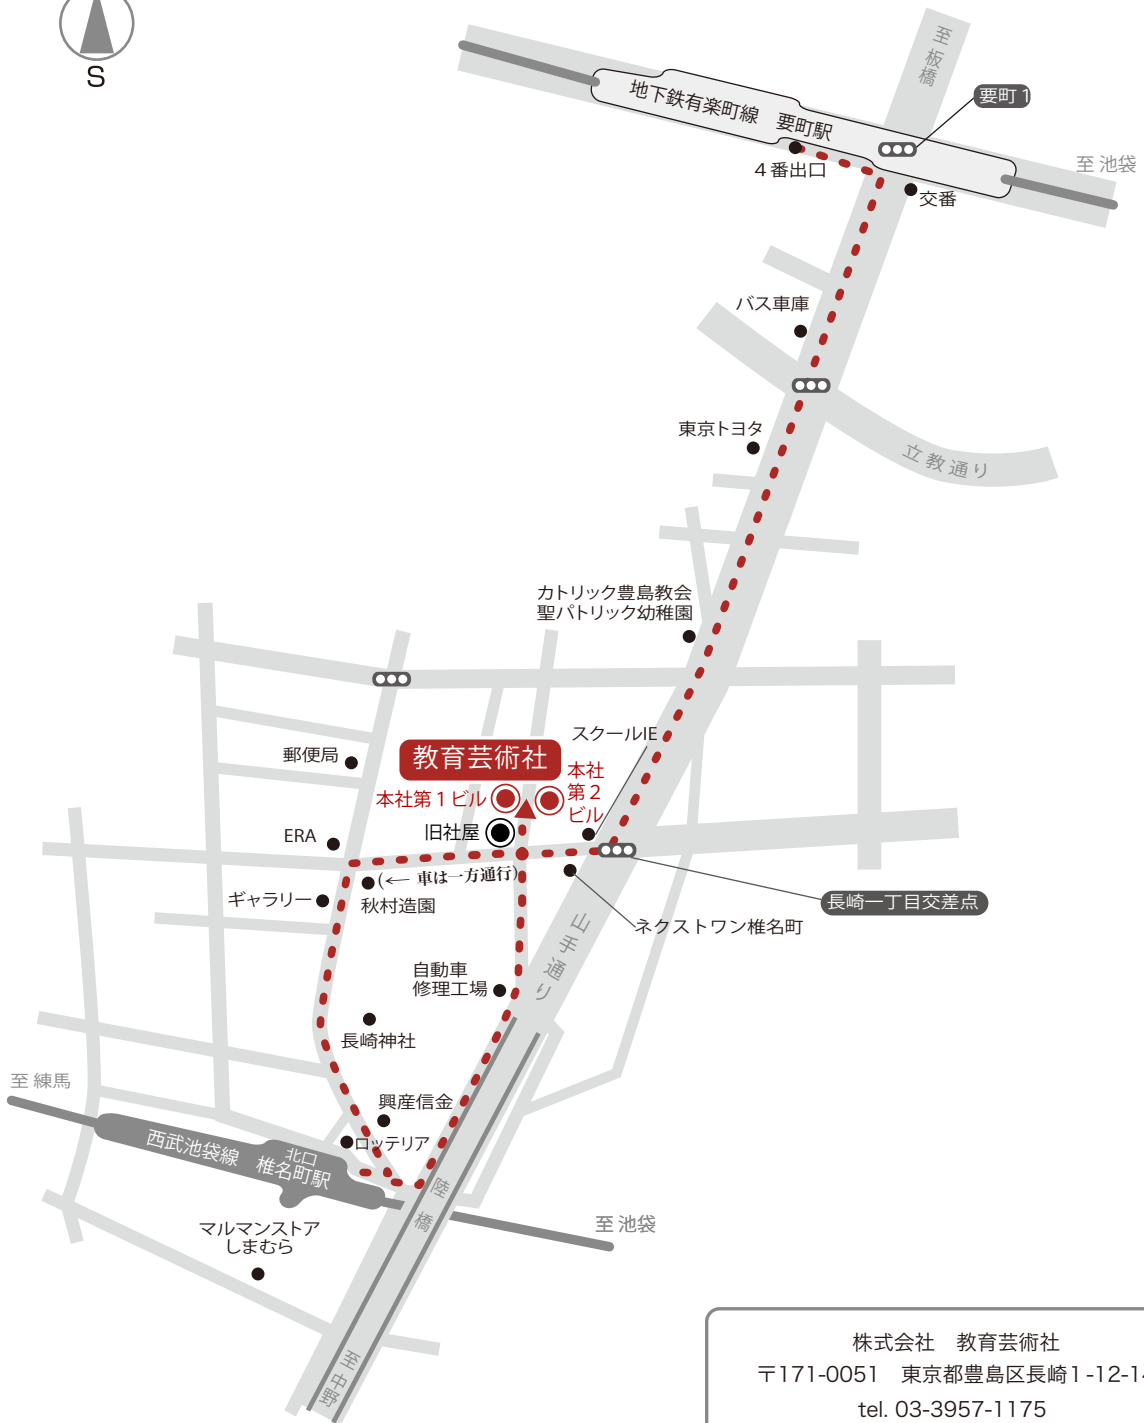 S
至 板橋
地下鉄有楽町線　要町駅
要町 1
４番出口
交番
至 池袋
バス車庫
東京トヨタ
立教通り
カトリック豊島教会
聖パトリック幼稚園
スクールIE
郵便局
教育芸術社
本社第１ビル
本社
第２
ビル
旧社屋
ERA
(← 車は一方通行)
ギャラリー
秋村造園
長崎一丁目交差点
ネクストワン椎名町
山手通り
自動車
修理工場
長崎神社
至 練馬
興産信金
ロッテリア
西武池袋線　椎名町駅
北口
陸橋
至 池袋
マルマンストア
しまむら
至中野
株式会社　教育芸術社
〒171-0051　東京都豊島区長崎1-12-14
tel. 03-3957-1175